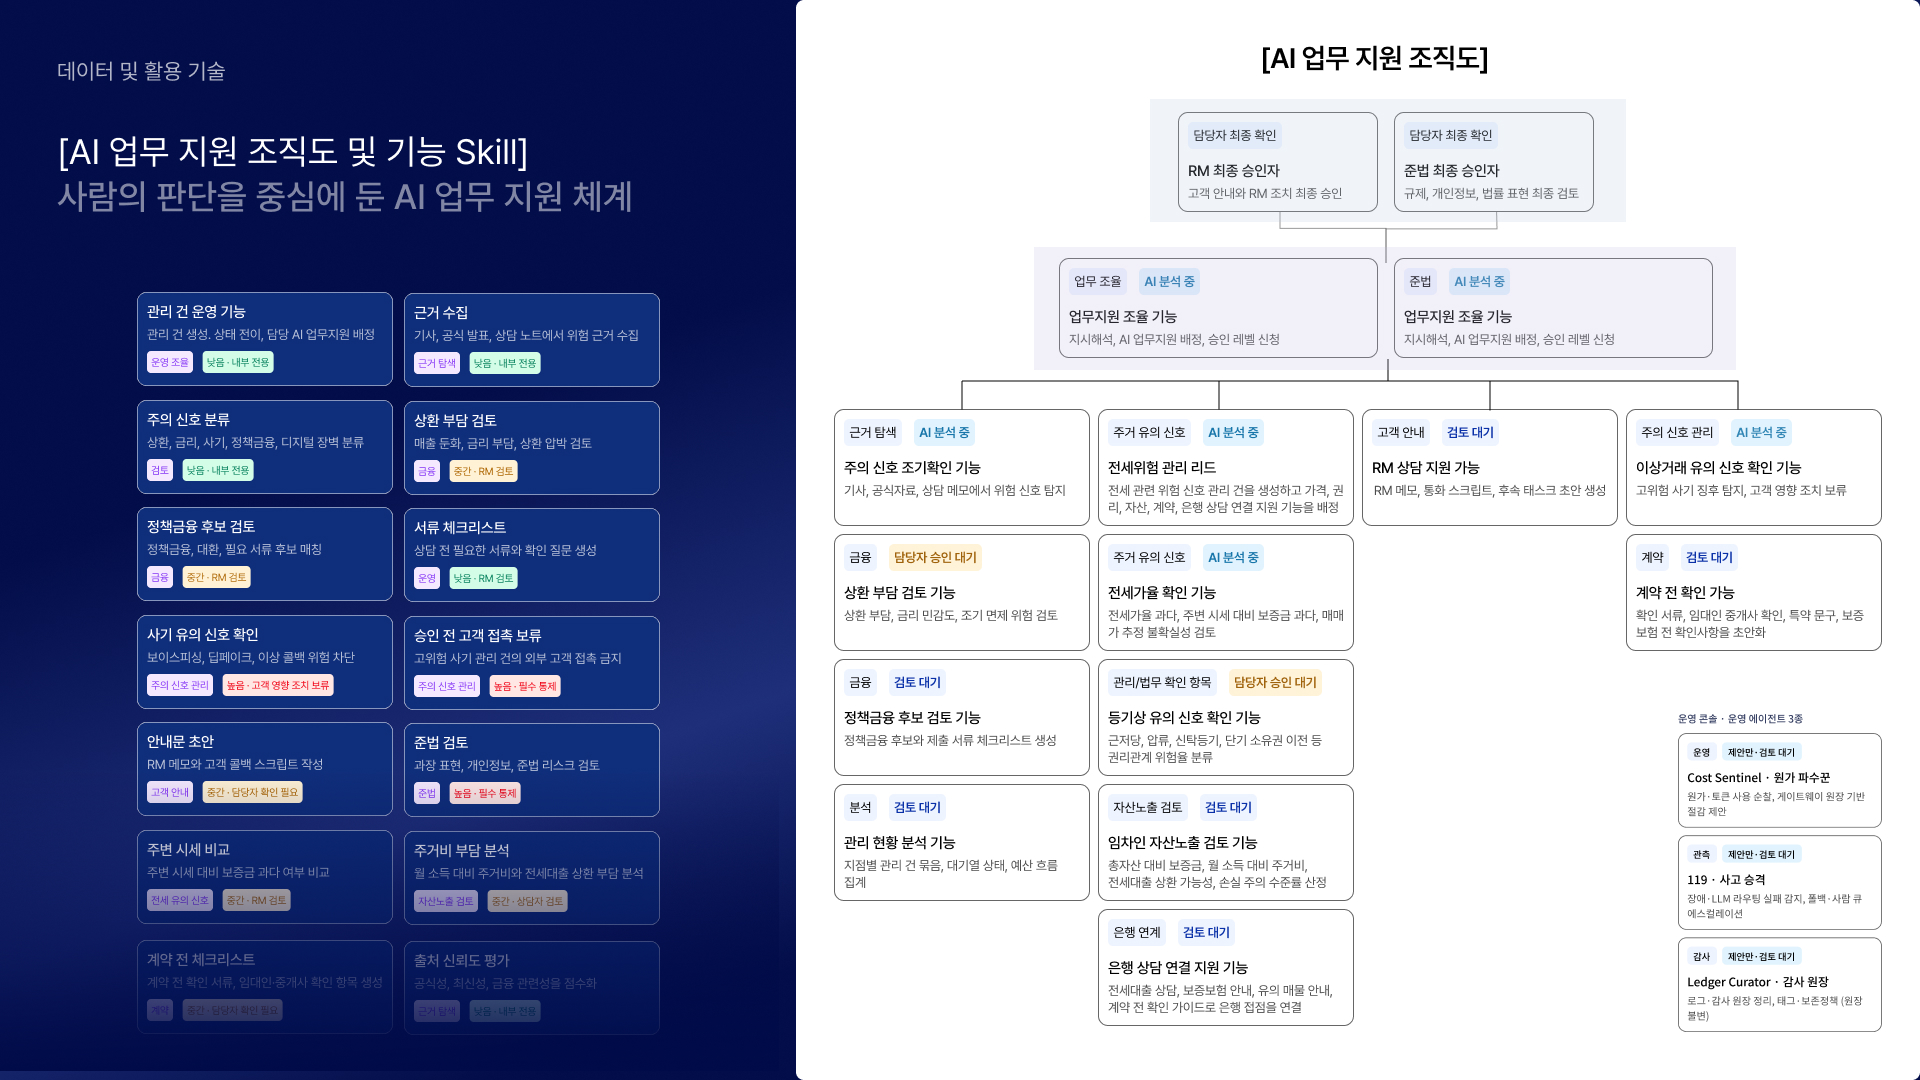 데이터 및 활용 기술
[AI 업무 지원 조직도 및 기능 Skill]
사람의 판단을 중심에 둔 AI 업무 지원 체계
관리 건 운영 기능
관리 건 생성. 상태 전이, 담당 AI 업무지원 배정
운영 조율
낮음 · 내부 전용
근거 수집
기사, 공식 발표, 상담 노트에서 위험 근거 수집
근거 탐색
낮음 · 내부 전용
주의 신호 분류
상환, 금리, 사기, 정책금융, 디지털 장벽 분류
검토
낮음 · 내부 전용
상환 부담 검토
매출 둔화, 금리 부담, 상환 압박 검토
금융
중간 · RM 검토
정책금융 후보 검토
정책금융, 대환, 필요 서류 후보 매칭
금융
중간 · RM 검토
서류 체크리스트
상담 전 필요한 서류와 확인 질문 생성
운영
낮음 · RM 검토
사기 유의 신호 확인
보이스피싱, 딥페이크, 이상 콜백 위험 차단
주의 신호 관리
높음 · 고객 영향 조치 보류
승인 전 고객 접촉 보류
고위험 사기 관리 건의 외부 고객 접촉 금지
주의 신호 관리
높음 · 필수 통제
안내문 초안
RM 메모와 고객 콜백 스크립트 작성
고객 안내
중간 · 담당자 확인 필요
준법 검토
과장 표현, 개인정보, 준법 리스크 검토
준법
높음 · 필수 통제
주변 시세 비교
주변 시세 대비 보증금 과다 여부 비교
전세 유의 신호
중간 · RM 검토
주거비 부담 분석
월 소득 대비 주거비와 전세대출 상환 부담 분석
자산노출 검토
중간 · 상담자 검토
계약 전 체크리스트
계약 전 확인 서류, 임대인·중개사 확인 항목 생성
계약
중간 · 담당자 확인 필요
출처 신뢰도 평가
공식성, 최신성, 금융 관련성을 점수화
근거 탐색
낮음 · 내부 전용
[AI 업무 지원 조직도]
담당자 최종 확인
RM 최종 승인자
고객 안내와 RM 조치 최종 승인
담당자 최종 확인
준법 최종 승인자
규제, 개인정보, 법률 표현 최종 검토
업무 조율
AI 분석 중
업무지원 조율 기능
지시해석, AI 업무지원 배정, 승인 레벨 신청
준법
AI 분석 중
업무지원 조율 기능
지시해석, AI 업무지원 배정, 승인 레벨 신청
근거 탐색
AI 분석 중
주의 신호 조기확인 기능
기사, 공식자료, 상담 메모에서 위험 신호 탐지
주거 유의 신호
AI 분석 중
전세위험 관리 리드
전세 관련 위험 신호 관리 건을 생성하고 가격, 권
리, 자산, 계약, 은행 상담 연결 지원 기능을 배정
고객 안내
검토 대기
RM 상담 지원 가능
RM 메모, 통화 스크립트, 후속 태스크 초안 생성
주의 신호 관리
AI 분석 중
이상거래 유의 신호 확인 기능
고위험 사기 징후 탐지, 고객 영향 조치 보류
금융
담당자 승인 대기
상환 부담 검토 기능
상환 부담, 금리 민감도, 조기 면제 위험 검토
주거 유의 신호
AI 분석 중
전세가율 확인 기능
전세가율 과다, 주변 시세 대비 보증금 과다, 매매
가 추정 불확실성 검토
계약
검토 대기
계약 전 확인 가능
확인 서류, 임대인 중개사 확인, 특약 문구, 보증
보험 전 확인사항을 초안화
금융
검토 대기
정책금융 후보 검토 기능
정책금융 후보와 제출 서류 체크리스트 생성
관리/법무 확인 항목
담당자 승인 대기
등기상 유의 신호 확인 기능
근저당, 압류, 신탁등기, 단기 소유권 이전 등
권리관계 위험율 분류
분석
검토 대기
관리 현황 분석 기능
지점별 관리 건 묶음, 대기열 상태, 예산 흐름
집계
자산노출 검토
검토 대기
임차인 자산노출 검토 기능
총자산 대비 보증금, 월 소득 대비 주거비,
전세대출 상환 가능성, 손실 주의 수준률 산정
은행 연계
검토 대기
은행 상담 연결 지원 기능
전세대출 상담, 보증보험 안내, 유의 매물 안내,
계약 전 확인 가이드로 은행 접점을 연결
운영 콘솔 · 운영 에이전트 3종
운영
제안만·검토 대기
Cost Sentinel · 원가 파수꾼
원가·토큰 사용 순찰, 게이트웨이 원장 기반
절감 제안
관측
제안만·검토 대기
119 · 사고 승격
장애·LLM 라우팅 실패 감지, 폴백·사람 큐
에스컬레이션
감사
제안만·검토 대기
Ledger Curator · 감사 원장
로그·감사 원장 정리, 태그·보존정책 (원장
불변)